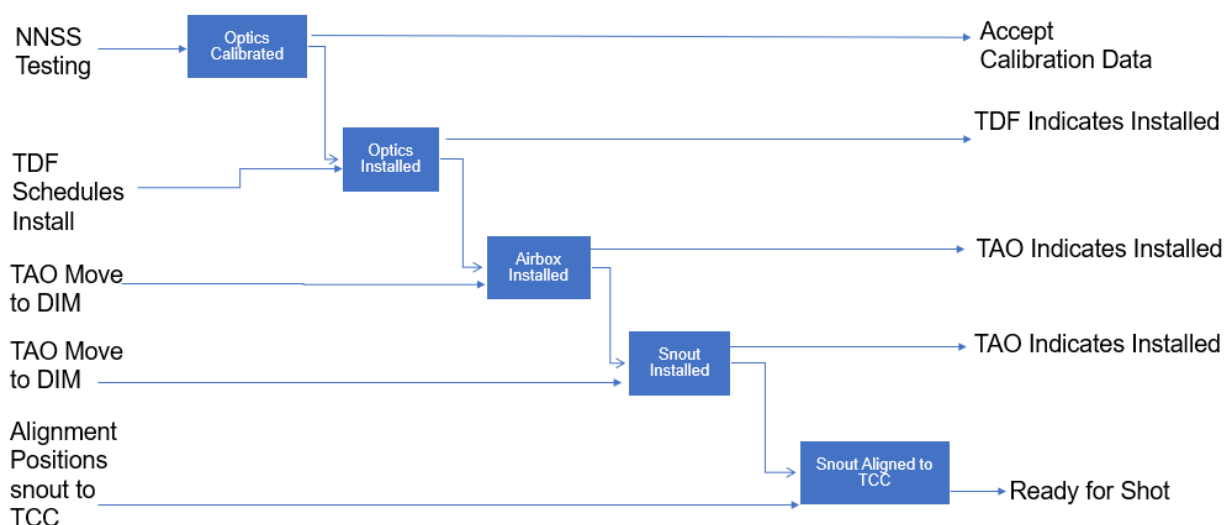 NNSS
Testing
Optics
Calibrated
Accept
Calibration Data
TDF
Schedules
Install
Optics
Installed
TDF Indicates Installed
TAO Move
to DIM
Airbox
Installed
TAO Indicates Installed
TAO Move
to DIM
Snout
Installed
TAO Indicates Installed
Alignment
Positions
snout to
TCC
Snout Aligned to
TCC
Ready for Shot